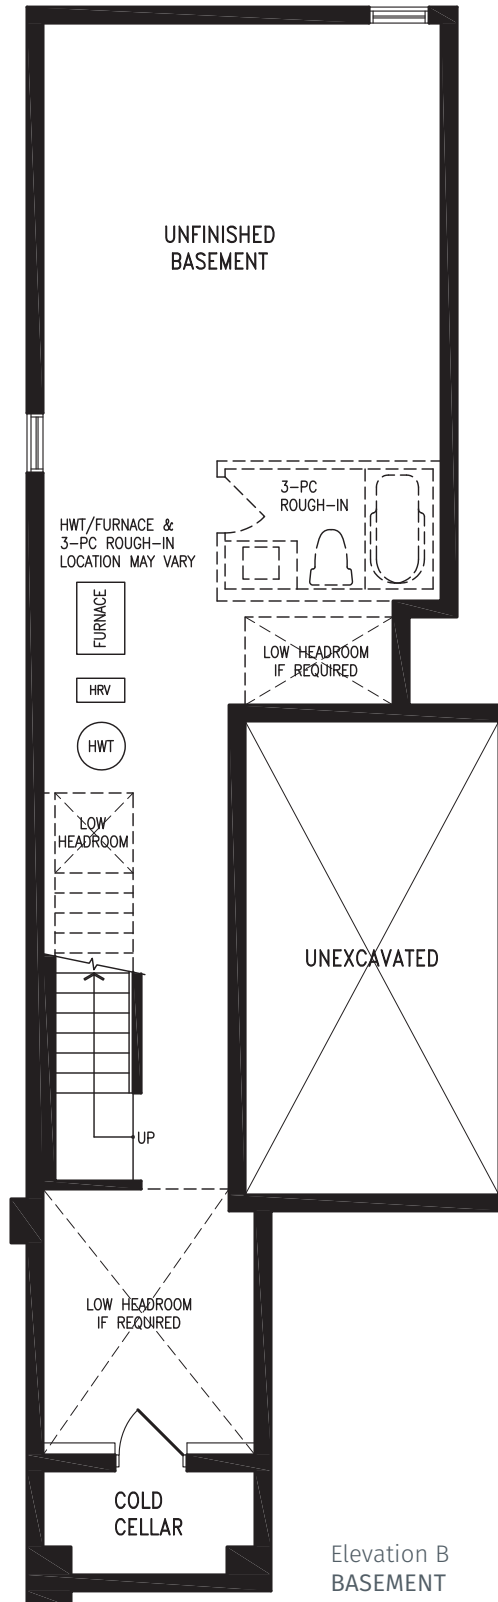 UNFINISHED
BASEMENT
3-PC
ROUGH-IN
HWT/FURNACE &
3-PC ROUGH-IN
LOCATION MAY VARY
FURNACE
LOW HEADROOM
IF REQUIRED
HRV
HWT
LOW
HEADROOM
UNEXCAVATED
UP
LOW HEADROOM
IF REQUIRED
COLD
CELLAR
Elevation B
BASEMENT